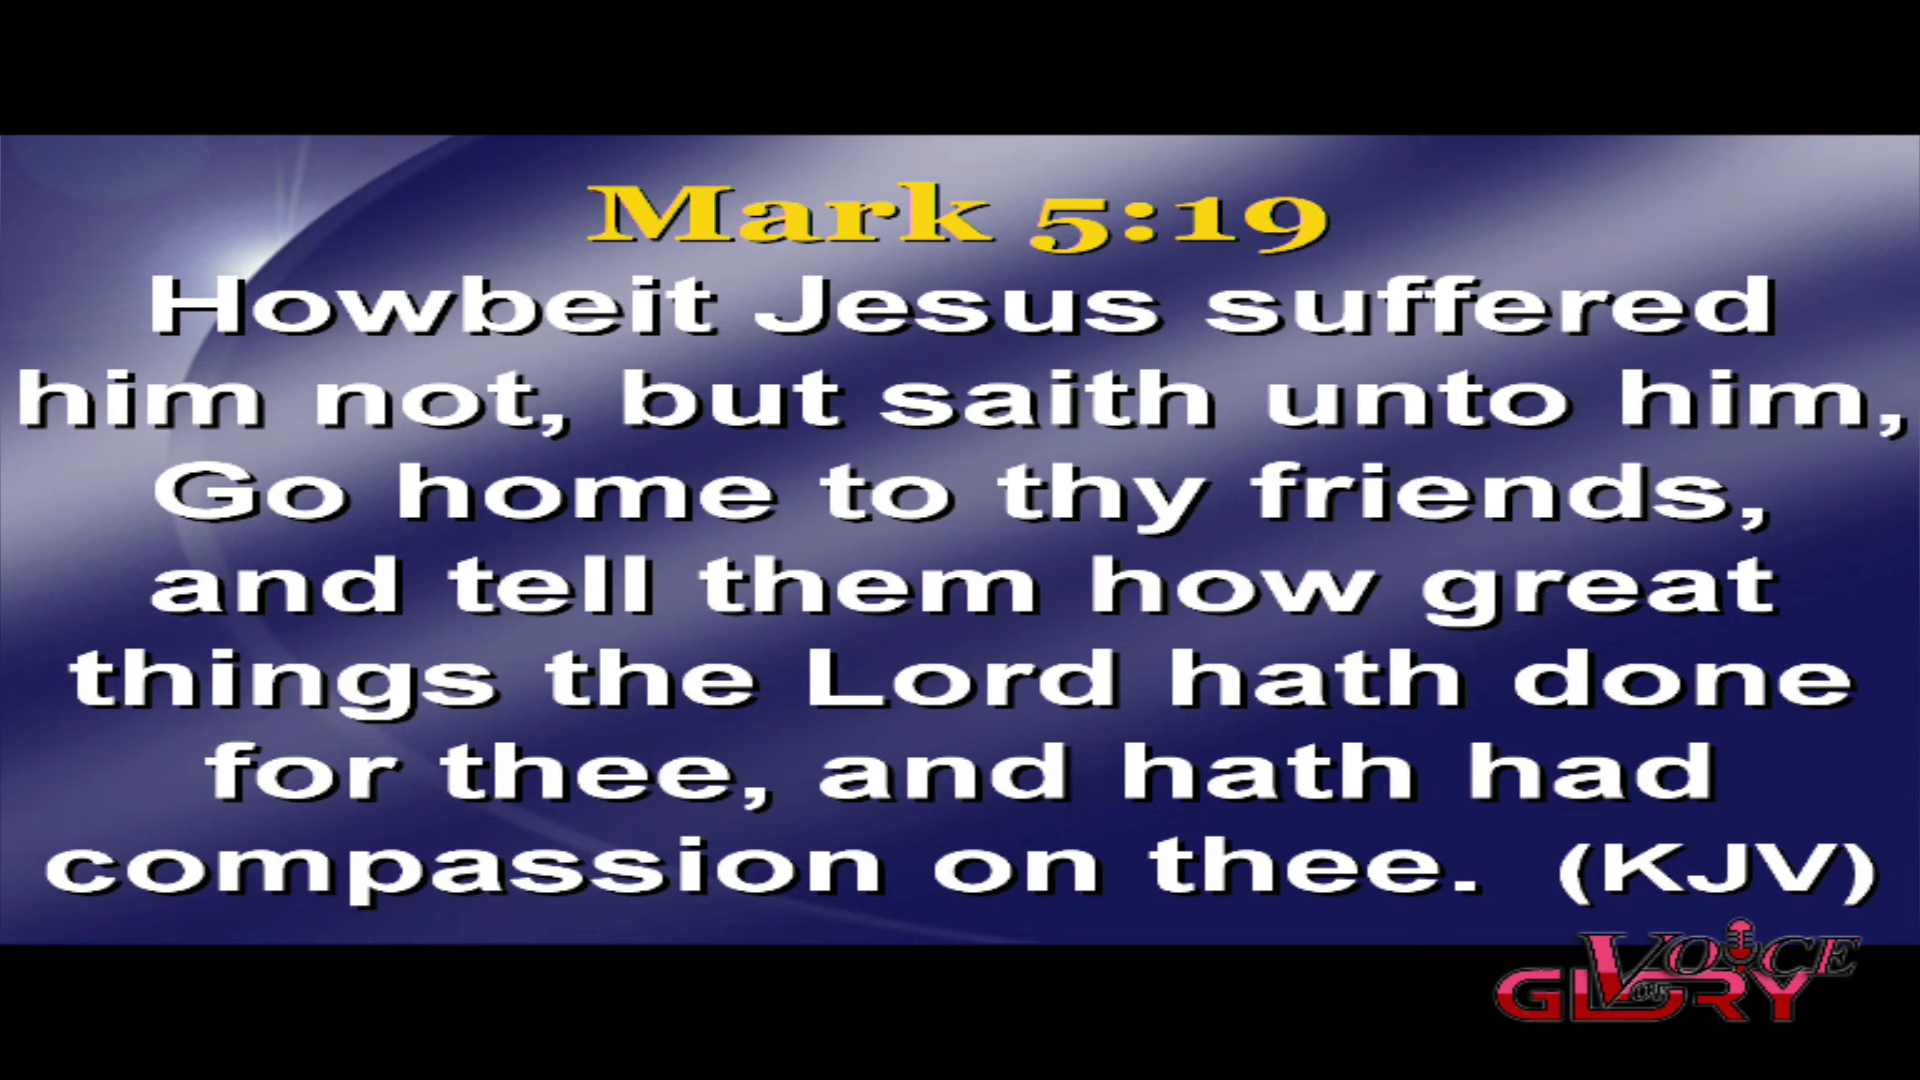 Mark 5:19
Howbeit Jesus suffered
him not, but saith unto him,
Go home to thy friends,
and tell them how great
things the Lord hath done
for thee, and hath had
compassion on thee. (KJV)
VOICE
OF
GLORY